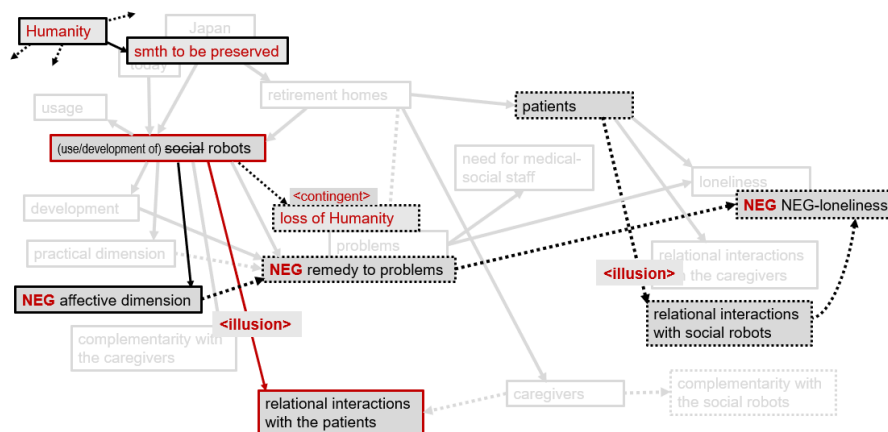 Humanity
Japan
smth to be preserved
today
usage
retirement homes
patients
(use/development of) social robots
need for medical-
social staff
<contingent>
loneliness
development
loss of Humanity
NEG NEG-loneliness
practical dimension
problems
relational interactions
with the caregivers
NEG remedy to problems
<illusion>
NEG affective dimension
relational interactions
with social robots
<illusion>
complementarity with
the caregivers
caregivers
complementarity with
the social robots
relational interactions
with the patients